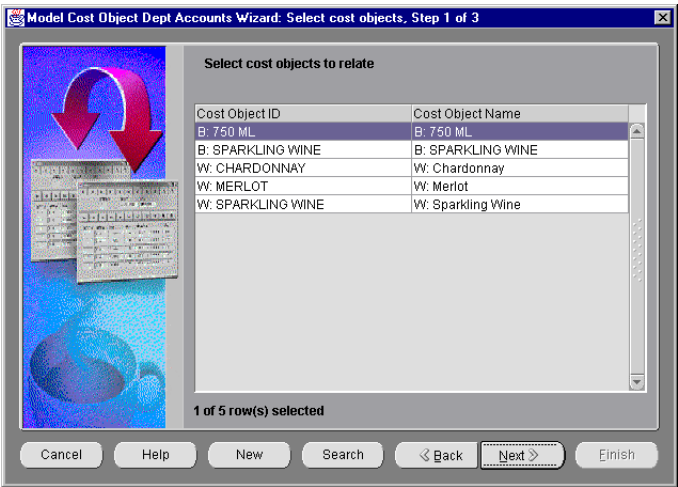 Model Cost Object Dept Accounts Wizard: Select cost objects, Step 1 of 3
Select cost objects to relate
Cost Object ID Cost Object Name
B: 750 ML B: 750 ML
B: SPARKLING WINE B: SPARKLING WINE
W: CHARDONNAY W: Chardonnay
W: MERLOT W: Merlot
W: SPARKLING WINE W: Sparkling Wine
1 of 5 row(s) selected
Cancel Help New Search Back Next Finish